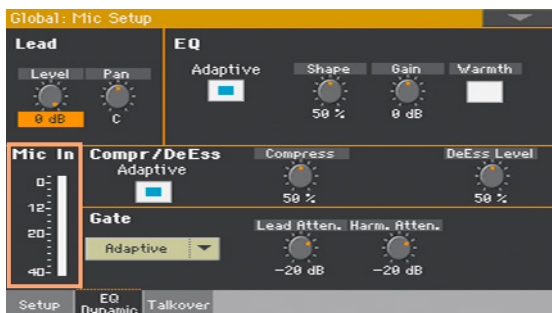 Global: Mic Setup
Lead
EQ
Level
Pan
Adaptive
Shape
Gain
Warmth
0 dB
C
50 %
0 dB
Mic In
Compr/DeEss
Adaptive
Compress
DeEss Level
50 %
50 %
0
12
20
40
Gate
Adaptive
Lead Atten.
Harm. Atten.
-20 dB
-20 dB
Setup
EQ
Dynamic
Talkover